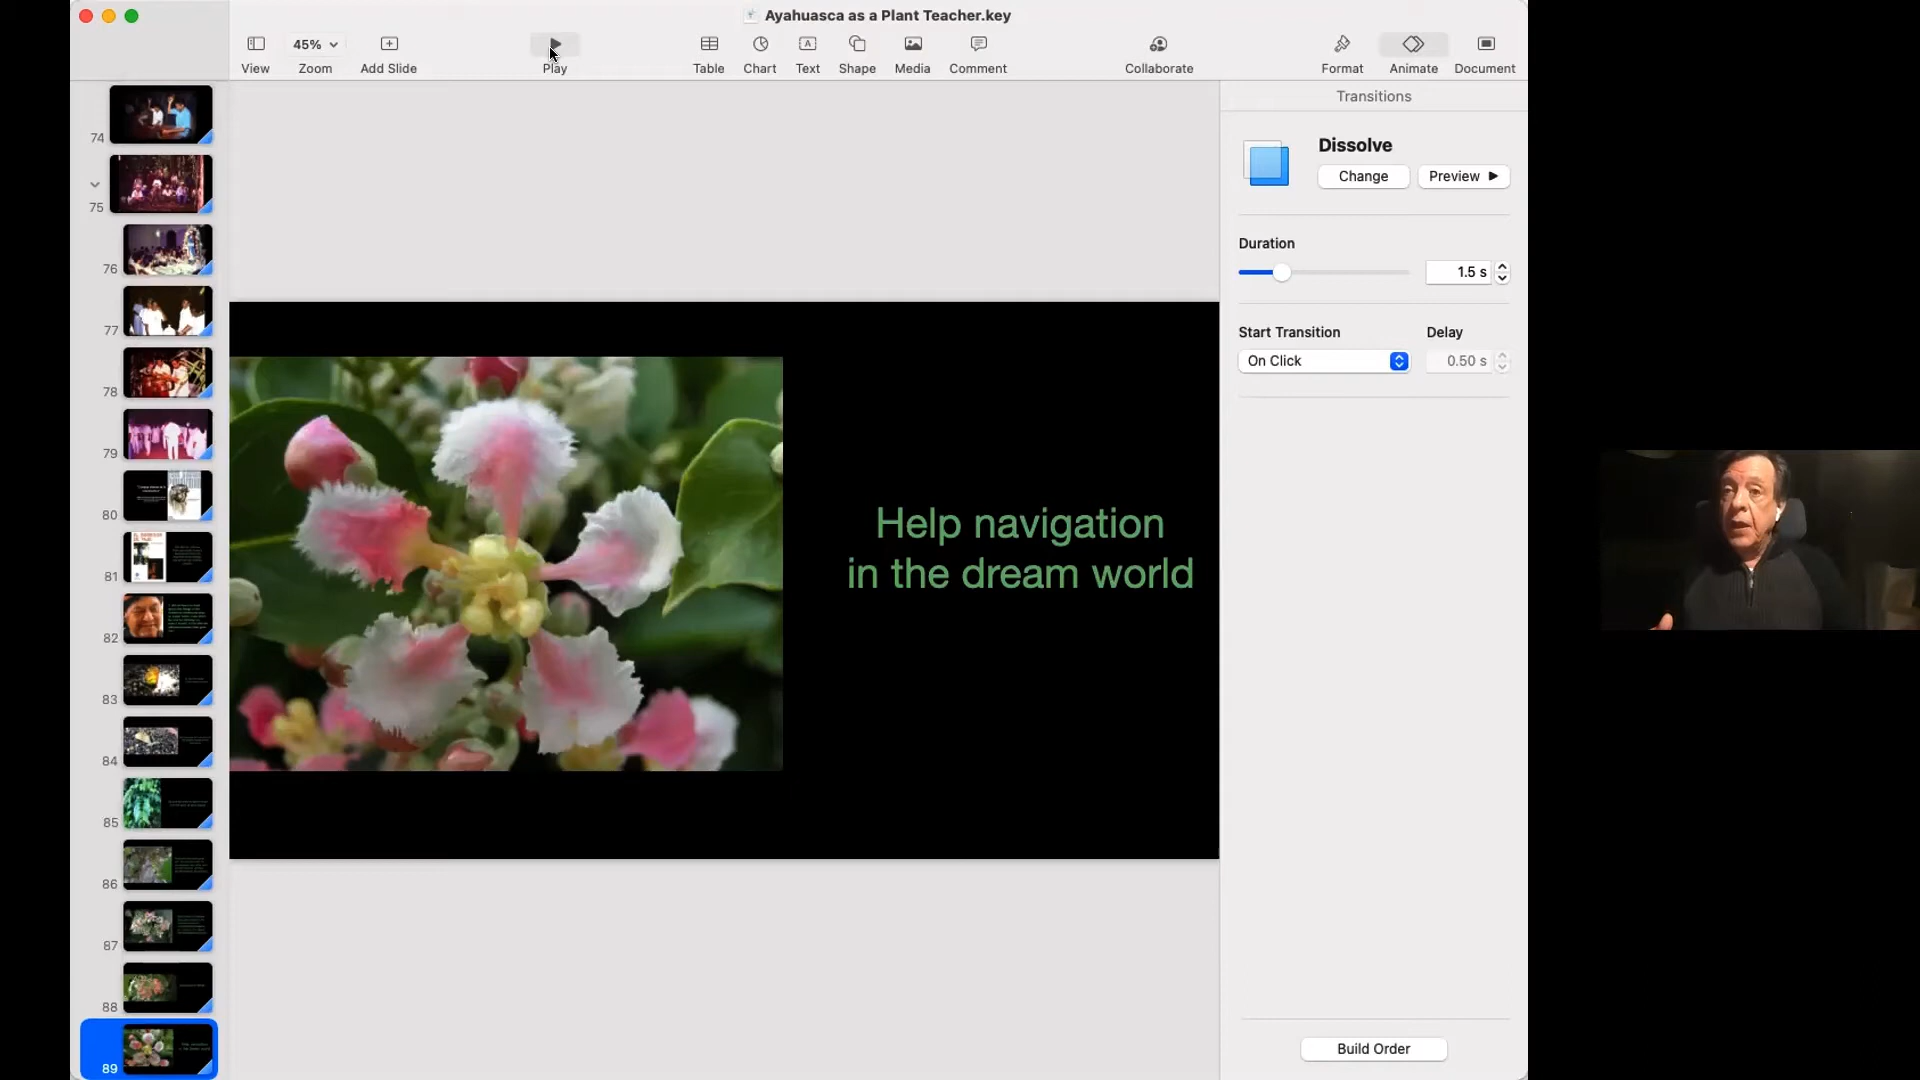 Ayahuasca as a Plant Teacher.key
45%
View
Zoom
Add Slide
Play
Table
Chart
Text
Shape
Media
Comment
Collaborate
Format
Animate
Document
74
75
76
77
78
79
80
81
82
83
84
85
86
87
88
89
Help navigation
in the dream world
Transitions
Dissolve
Change
Preview
Duration
1.5 s
Start Transition
Delay
On Click
0.50 s
Build Order